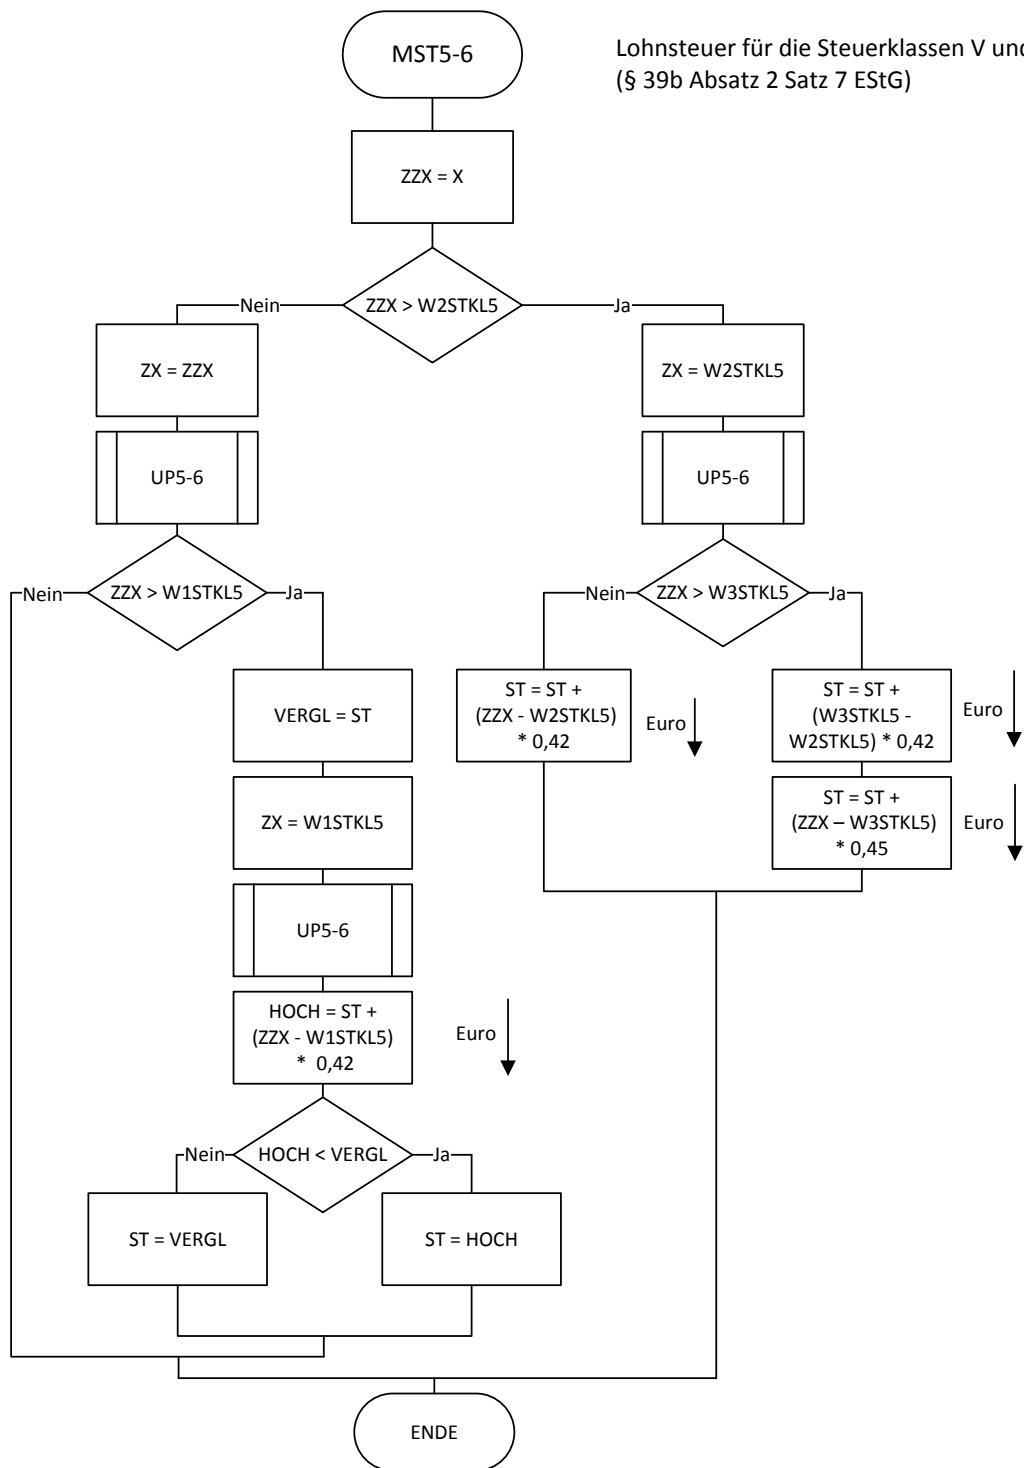 MST5-6
Lohnsteuer für die Steuerklassen V und
(§ 39b Absatz 2 Satz 7 EStG)
ZZX = X
ZZX > W2STKL5
Nein
Ja
ZX = ZZX
ZX = W2STKL5
UP5-6
UP5-6
Nein
ZZX > W1STKL5
Ja
Nein
ZZX > W3STKL5
Ja
VERGL = ST
ST = ST +
(ZZX - W2STKL5)
* 0,42
Euro
ST = ST +
(W3STKL5 -
W2STKL5) * 0,42
Euro
ZX = W1STKL5
ST = ST +
(ZZX – W3STKL5)
* 0,45
Euro
UP5-6
HOCH = ST +
(ZZX - W1STKL5)
* 0,42
Euro
Nein
HOCH < VERGL
Ja
ST = VERGL
ST = HOCH
ENDE